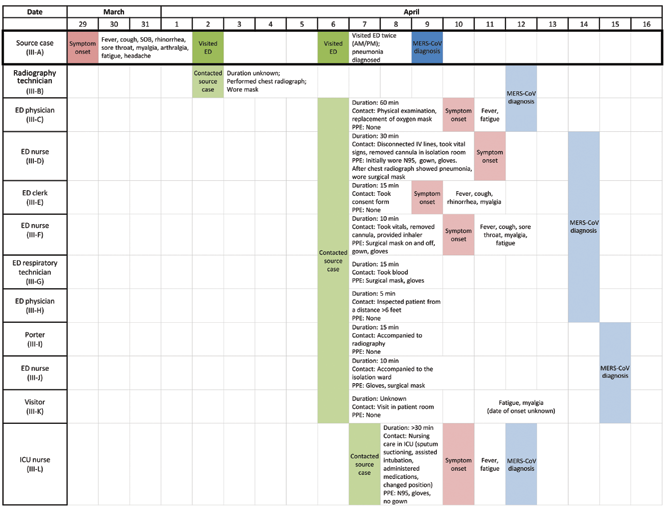 Date March April
29 30 31 1 2 3 4 5 6 7 8 9 10 11 12 13 14 15 16
Source case
(III-A)
Symptom
onset
Fever, cough, SOB, rhinorrhea,
sore throat, myalgia, arthralgia,
fatigue, headache
Visited
ED
Visited
ED
Visited ED twice
(AM/PM);
pneumonia
diagnosed
MERS-CoV
diagnosis
Radiography
technician
(III-B)
Contacted
source
case
Duration unknown;
Performed chest radiograph;
Wore mask
MERS-CoV
diagnosis
ED physician
(III-C)
Contacted
source
case
Duration: 60 min
Contact: Physical examination,
replacement of oxygen mask
PPE: None
Symptom
onset
Fever,
fatigue
ED nurse
(III-D)
Duration: 30 min
Contact: Disconnected IV lines, took vital
signs, removed cannula in isolation room
PPE: Initially wore N95, gown, gloves.
After chest radiograph showed pneumonia,
wore surgical mask
Symptom
onset
MERS-CoV
diagnosis
ED clerk
(III-E)
Duration: 15 min
Contact: Took
consent form
PPE: None
Symptom
onset
Fever, cough,
rhinorrhea, myalgia
ED nurse
(III-F)
Duration: 10 min
Contact: Took vitals, removed
cannula, provided inhaler
PPE: Surgical mask on and off,
gown, gloves
Symptom
onset
Fever, cough, sore
throat, myalgia,
fatigue
ED respiratory
technician
(III-G)
Duration: 15 min
Contact: Took blood
PPE: Surgical mask, gloves
ED physician
(III-H)
Duration: 5 min
Contact: Inspected patient from
a distance >6 feet
PPE: None
Porter
(III-I)
Duration: 15 min
Contact: Accompanied to
radiography
PPE: None
MERS-CoV
diagnosis
ED nurse
(III-J)
Duration: 10 min
Contact: Accompanied to the
isolation ward
PPE: Gloves, surgical mask
Visitor
(III-K)
Duration: Unknown
Contact: Visit in patient room
PPE: None
Fatigue, myalgia
(date of onset unknown)
ICU nurse
(III-L)
Contacted
source
case
Duration: >30 min
Contact: Nursing
care in ICU (sputum
suctioning, assisted
intubation,
administered
medications,
changed position)
PPE: N95, gloves,
no gown
Symptom
onset
Fever,
fatigue
MERS-CoV
diagnosis